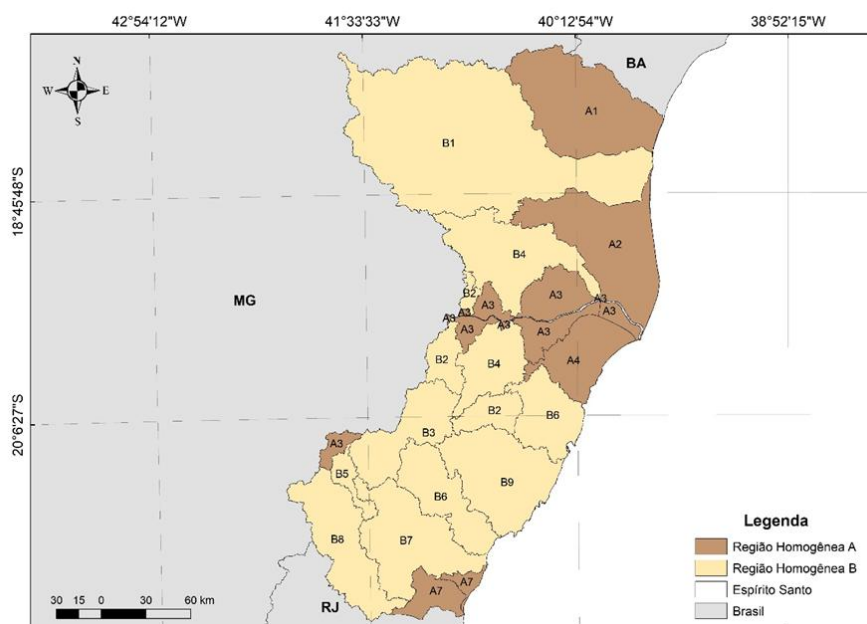 42°54'12"W 41°33'33"W 40°12'54"W 38°52'15"W
BA
N
W E
S
A1
B1
18°45'48"S
A2
B4
MG
B2
A3
A3
A3
A3
A3
A3
A3
A3
A3
B2
B4
A4
20°6'27"S
B2
B6
B3
A3
B5
B6
B9
B8
B7
A7
A7
RJ
Legenda
Região Homogênea A
Região Homogênea B
Espírito Santo
Brasil
30 15 0 30 60 km